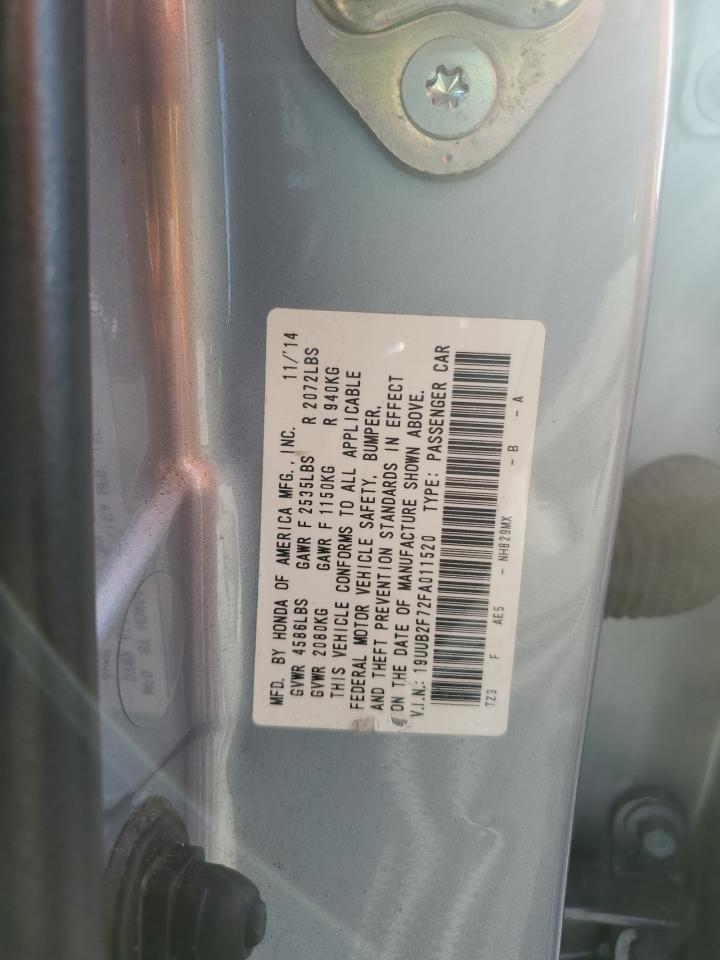 MFD. BY HONDA OF AMERICA MFG., INC. 11/'14
GVWR 4586LBS GAWR F 2535LBS R 2072LBS
GVWR 2080KG GAWR F 1150KG R 940KG
THIS VEHICLE CONFORMS TO ALL APPLICABLE
FEDERAL MOTOR VEHICLE SAFETY, BUMPER,
AND THEFT PREVENTION STANDARDS IN EFFECT
ON THE DATE OF MANUFACTURE SHOWN ABOVE.
V.I.N.: 19UUB2F72FA011520 TYPE: PASSENGER CAR
TZ3 F AE5 - NH829MX - B - A